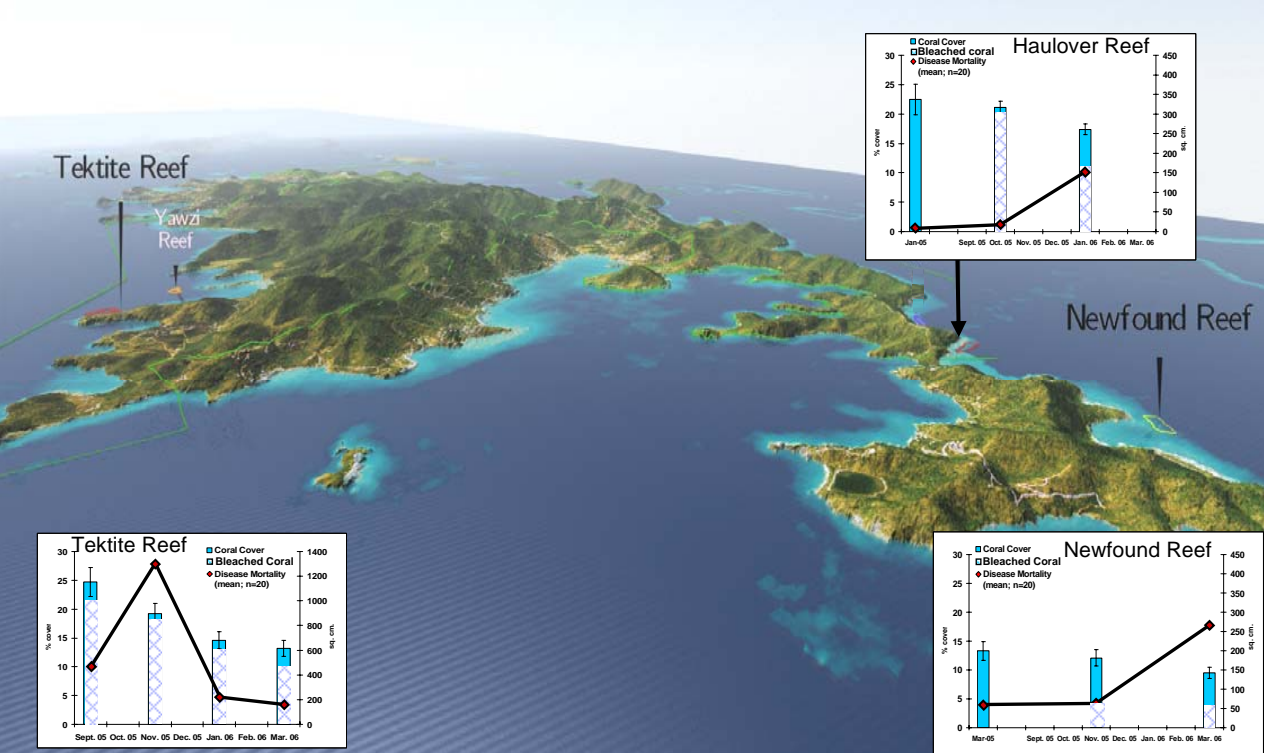 Tektite Reef
Yawzi
Reef
Haulover Reef
Coral Cover
Bleached coral
Disease Mortality
(mean; n=20)
30
25
20
15
10
5
0
% cover
450
400
350
300
250
200
150
100
50
0
sq. cm.
Jan-05 Sept. 05 Oct. 05 Nov. 05 Dec. 05 Jan. 06 Feb. 06 Mar. 06
Newfound Reef
Tektite Reef
Coral Cover
Bleached Coral
Disease Mortality
(mean; n=20)
30
25
20
15
10
5
0
% cover
1400
1200
1000
800
600
400
200
0
sq. cm.
Sept. 05 Oct. 05 Nov. 05 Dec. 05 Jan. 06 Feb. 06 Mar. 06
Newfound Reef
Coral Cover
Bleached Coral
Disease Mortality
(mean; n=20)
30
25
20
15
10
5
0
% cover
450
400
350
300
250
200
150
100
50
0
sq. cm.
Mar-05 Sept. 05 Oct. 05 Nov. 05 Dec. 05 Jan. 06 Feb. 06 Mar. 06